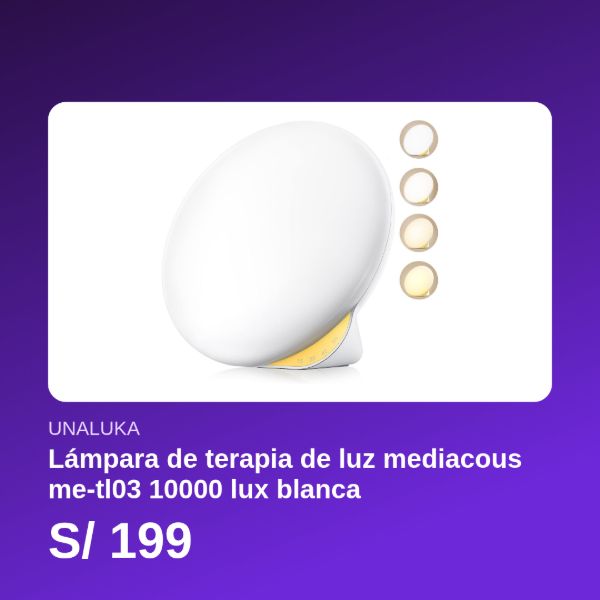 UNALUKA
Lámpara de terapia de luz mediacous
me-tl03 10000 lux blanca
S/ 199